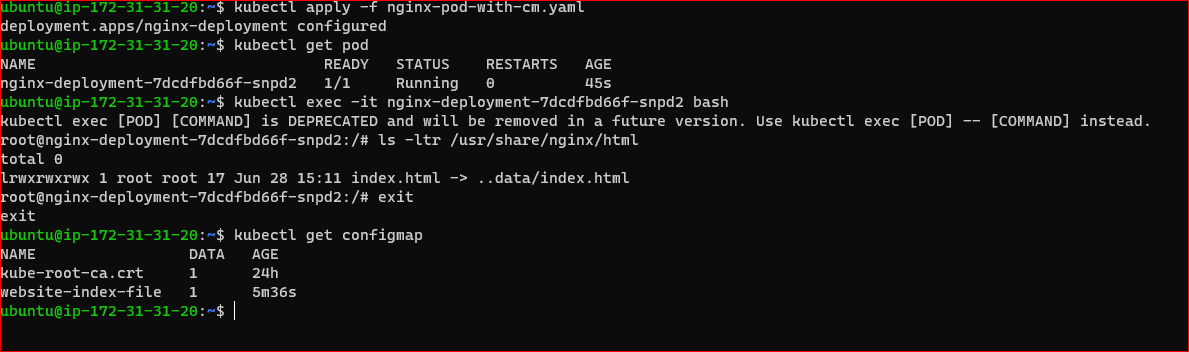 ubuntu@ip-172-31-31-20:~$ kubectl apply -f nginx-pod-with-cm.yaml
deployment.apps/nginx-deployment configured
ubuntu@ip-172-31-31-20:~$ kubectl get pod
NAME                                READY   STATUS    RESTARTS   AGE
nginx-deployment-7dcdfbd66f-snpd2   1/1     Running   0          45s
ubuntu@ip-172-31-31-20:~$ kubectl exec -it nginx-deployment-7dcdfbd66f-snpd2 bash
kubectl exec [POD] [COMMAND] is DEPRECATED and will be removed in a future version. Use kubectl exec [POD] -- [COMMAND] instead.
root@nginx-deployment-7dcdfbd66f-snpd2:/# ls -ltr /usr/share/nginx/html
total 0
lrwxrwxrwx 1 root root 17 Jun 28 15:11 index.html -> ..data/index.html
root@nginx-deployment-7dcdfbd66f-snpd2:/# exit
exit
ubuntu@ip-172-31-31-20:~$ kubectl get configmap
NAME                 DATA   AGE
kube-root-ca.crt     1      24h
website-index-file   1      5m36s
ubuntu@ip-172-31-31-20:~$